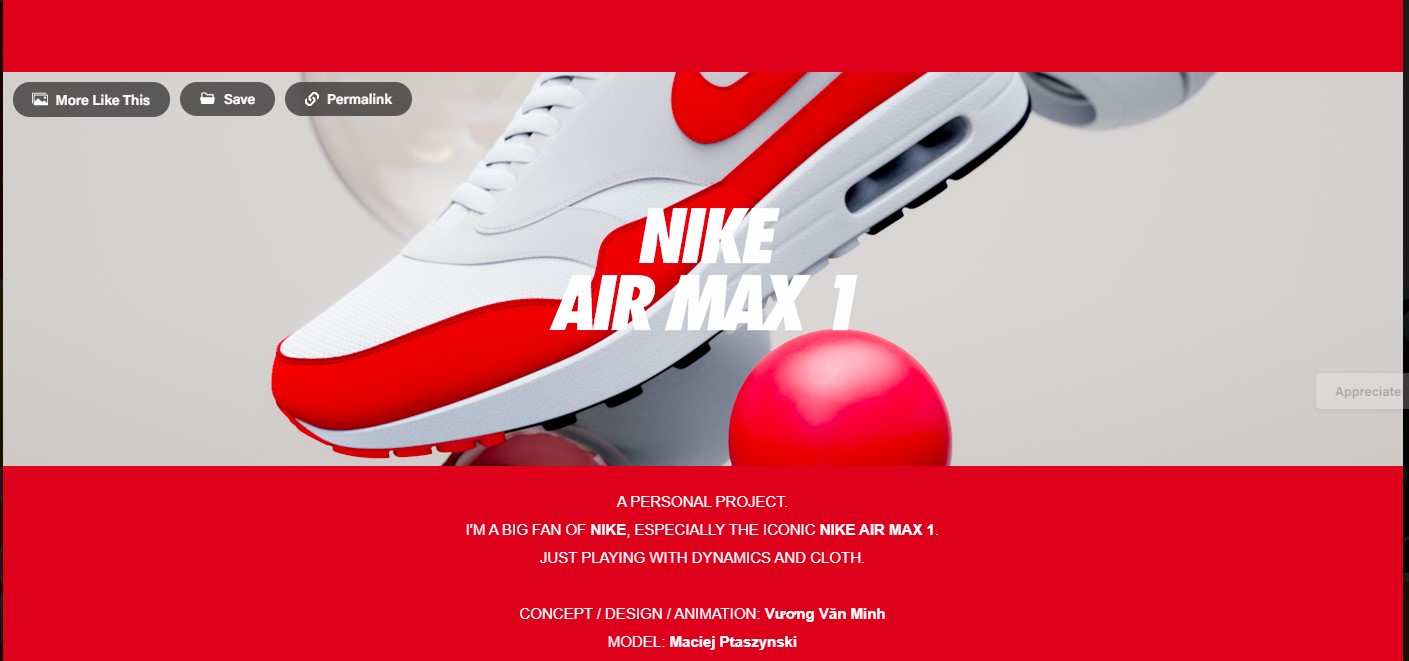 More Like This
Save
Permalink
NIKE
AIR MAX 1
Appreciate
A PERSONAL PROJECT.
I'M A BIG FAN OF NIKE, ESPECIALLY THE ICONIC NIKE AIR MAX 1.
JUST PLAYING WITH DYNAMICS AND CLOTH.
CONCEPT / DESIGN / ANIMATION: Vương Văn Minh
MODEL: Maciej Ptaszynski